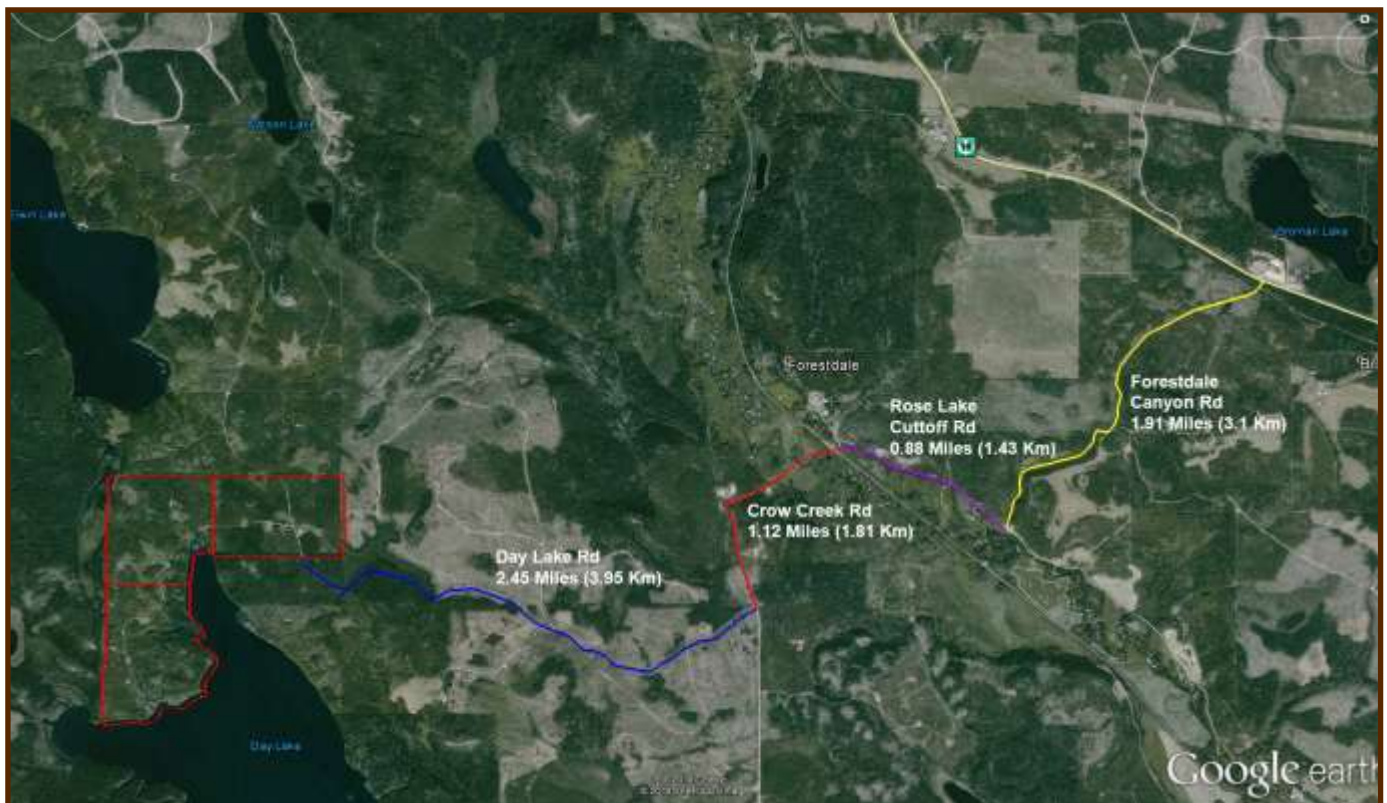 Forestdale
Forestdale
Canyon Rd
1.91 Miles (3.1 Km)
Rose Lake
Cuttoff Rd
0.88 Miles (1.43 Km)
Crow Creek Rd
1.12 Miles (1.81 Km)
Day Lake Rd
2.45 Miles (3.95 Km)
Day Lake
Google earth